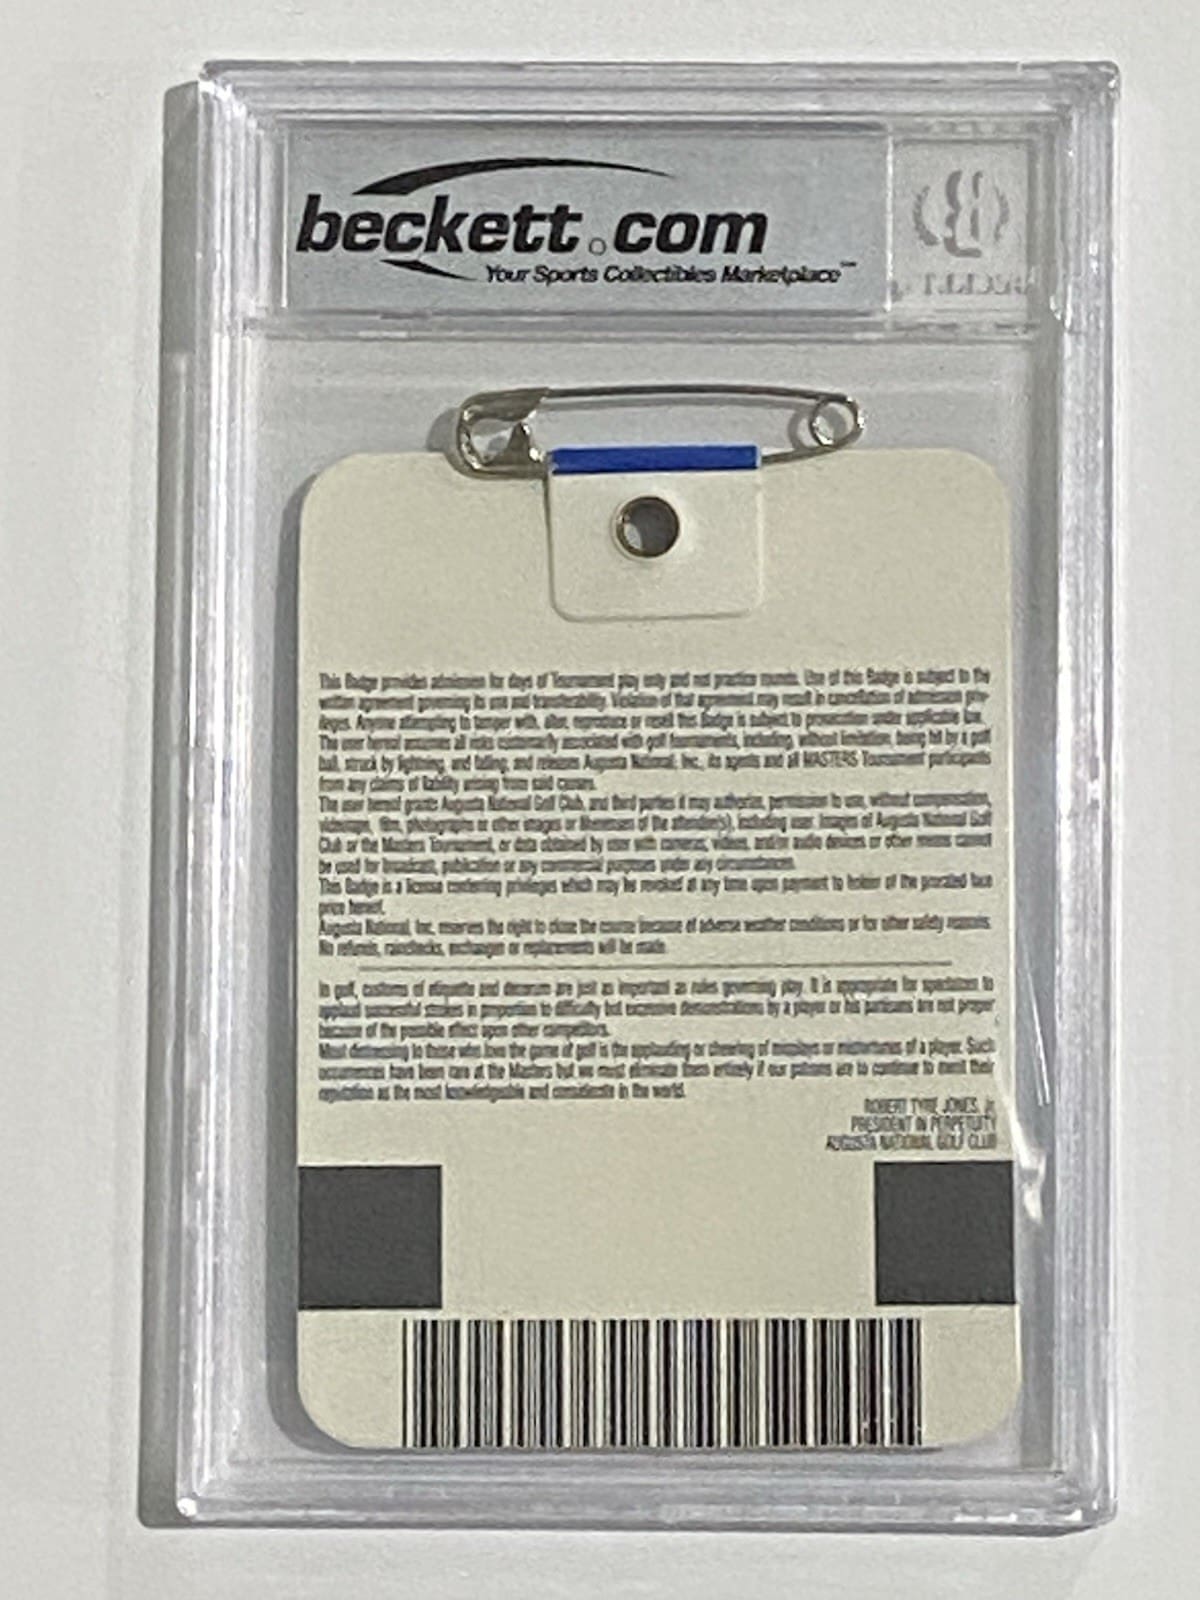 beckett.com
Your Sports Collectibles Marketplace℠
This Badge provides admission for days of Tournament play only and not practice rounds. Use of this Badge is subject to the
written agreement governing its use and transferability. Violation of that agreement may result in cancellation of admission priv-
ileges. Anyone attempting to tamper with, alter, reproduce or resell this Badge is subject to prosecution under applicable law.
The user hereof assumes all risks customarily associated with golf tournaments, including, without limitation, being hit by a golf
ball, struck by lightning, and falling, and releases Augusta National, Inc., its agents and all MASTERS Tournament participants
from any claims of liability arising from said causes.
The user hereof grants Augusta National Golf Club, and third parties it may authorize, permission to use, without compensation,
videotape, film, photographs or other images or likenesses of the attendee(s), including user. Images of Augusta National Golf
Club or the Masters Tournament, or data obtained by user with cameras, videos, and/or audio devices or other means cannot
be used for broadcast, publication or any commercial purposes under any circumstances.
This Badge is a license conferring privileges which may be revoked at any time upon payment to holder of the prorated face
price hereof.
Augusta National, Inc. reserves the right to close the course because of adverse weather conditions or for other safety reasons.
No refunds, rainchecks, exchanges or replacements will be made.
In golf, customs of etiquette and decorum are just as important as rules governing play. It is appropriate for spectators to
applaud successful strokes in proportion to difficulty but excessive demonstrations by a player or his partisans are not proper
because of the possible effect upon other competitors.
Most distressing to those who love the game of golf is the applauding or cheering of misplays or misfortunes of a player. Such
occurrences have been rare at the Masters but we must eliminate them entirely if our patrons are to continue to merit their
reputation as the most knowledgeable and considerate in the world.
ROBERT TYRE JONES, Jr.
PRESIDENT IN PERPETUITY
AUGUSTA NATIONAL GOLF CLUB